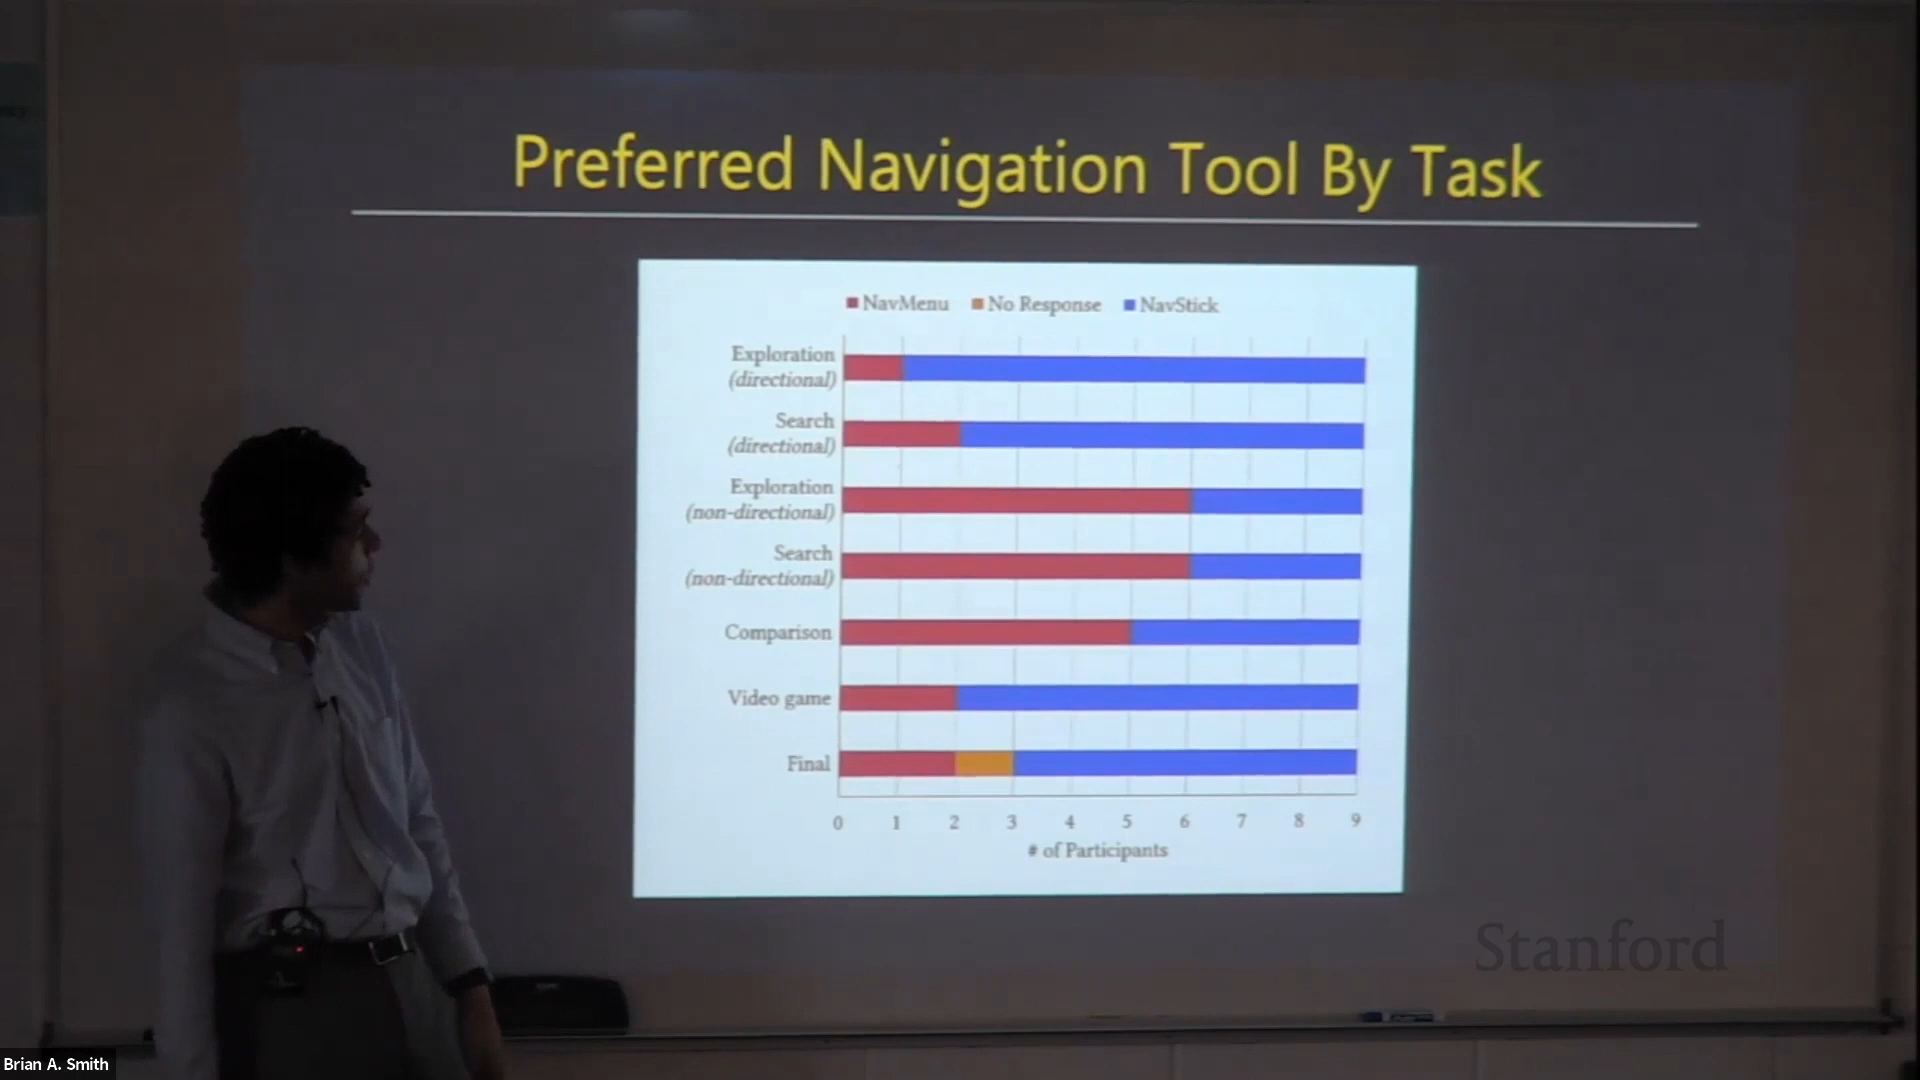 Preferred Navigation Tool By Task
NavMenu No Response NavStick
Exploration
(directional)
Search
(directional)
Exploration
(non-directional)
Search
(non-directional)
Comparison
Video game
Final
0 1 2 3 4 5 6 7 8 9
# of Participants
Stanford
Brian A. Smith